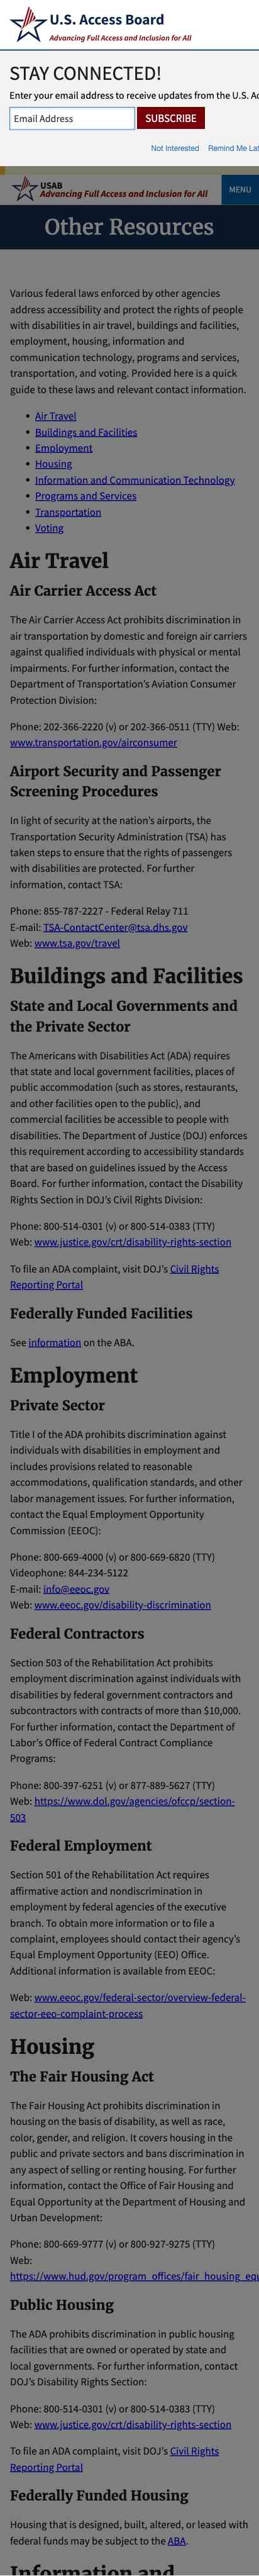 U.S. Access Board
Advancing Full Access and Inclusion for All
STAY CONNECTED!
Enter your email address to receive updates from the U.S. Ac
Email Address
SUBSCRIBE
Not Interested Remind Me Lat
USAB
Advancing Full Access and Inclusion for All
MENU
Other Resources
Various federal laws enforced by other agencies
address accessibility and protect the rights of people
with disabilities in air travel, buildings and facilities,
employment, housing, information and
communication technology, programs and services,
transportation, and voting. Provided here is a quick
guide to these laws and relevant contact information.
• Air Travel
• Buildings and Facilities
• Employment
• Housing
• Information and Communication Technology
• Programs and Services
• Transportation
• Voting
Air Travel
Air Carrier Access Act
The Air Carrier Access Act prohibits discrimination in
air transportation by domestic and foreign air carriers
against qualified individuals with physical or mental
impairments. For further information, contact the
Department of Transportation’s Aviation Consumer
Protection Division:
Phone: 202-366-2220 (v) or 202-366-0511 (TTY) Web:
www.transportation.gov/airconsumer
Airport Security and Passenger
Screening Procedures
In light of security at the nation’s airports, the
Transportation Security Administration (TSA) has
taken steps to ensure that the rights of passengers
with disabilities are protected. For further
information, contact TSA:
Phone: 855-787-2227 - Federal Relay 711
E-mail: TSA-ContactCenter@tsa.dhs.gov
Web: www.tsa.gov/travel
Buildings and Facilities
State and Local Governments and
the Private Sector
The Americans with Disabilities Act (ADA) requires
that state and local government facilities, places of
public accommodation (such as stores, restaurants,
and other facilities open to the public), and
commercial facilities be accessible to people with
disabilities. The Department of Justice (DOJ) enforces
this requirement according to accessibility standards
that are based on guidelines issued by the Access
Board. For further information, contact the Disability
Rights Section in DOJ’s Civil Rights Division:
Phone: 800-514-0301 (v) or 800-514-0383 (TTY)
Web: www.justice.gov/crt/disability-rights-section
To file an ADA complaint, visit DOJ’s Civil Rights
Reporting Portal
Federally Funded Facilities
See information on the ABA.
Employment
Private Sector
Title I of the ADA prohibits discrimination against
individuals with disabilities in employment and
includes provisions related to reasonable
accommodations, qualification standards, and other
labor management issues. For further information,
contact the Equal Employment Opportunity
Commission (EEOC):
Phone: 800-669-4000 (v) or 800-669-6820 (TTY)
Videophone: 844-234-5122
E-mail: info@eeoc.gov
Web: www.eeoc.gov/disability-discrimination
Federal Contractors
Section 503 of the Rehabilitation Act prohibits
employment discrimination against individuals with
disabilities by federal government contractors and
subcontractors with contracts of more than $10,000.
For further information, contact the Department of
Labor’s Office of Federal Contract Compliance
Programs:
Phone: 800-397-6251 (v) or 877-889-5627 (TTY)
Web: https://www.dol.gov/agencies/ofccp/section-
503
Federal Employment
Section 501 of the Rehabilitation Act requires
affirmative action and nondiscrimination in
employment by federal agencies of the executive
branch. To obtain more information or to file a
complaint, employees should contact their agency’s
Equal Employment Opportunity (EEO) Office.
Additional information is available from EEOC:
Web: www.eeoc.gov/federal-sector/overview-federal-
sector-eeo-complaint-process
Housing
The Fair Housing Act
The Fair Housing Act prohibits discrimination in
housing on the basis of disability, as well as race,
color, gender, and religion. It covers housing in the
public and private sectors and bans discrimination in
any aspect of selling or renting housing. For further
information, contact the Office of Fair Housing and
Equal Opportunity at the Department of Housing and
Urban Development:
Phone: 800-669-9777 (v) or 800-927-9275 (TTY)
Web:
https://www.hud.gov/program_offices/fair_housing_equ
Public Housing
The ADA prohibits discrimination in public housing
facilities that are owned or operated by state and
local governments. For further information, contact
DOJ’s Disability Rights Section:
Phone: 800-514-0301 (v) or 800-514-0383 (TTY)
Web: www.justice.gov/crt/disability-rights-section
To file an ADA complaint, visit DOJ’s Civil Rights
Reporting Portal
Federally Funded Housing
Housing that is designed, built, altered, or leased with
federal funds may be subject to the ABA.
Information and